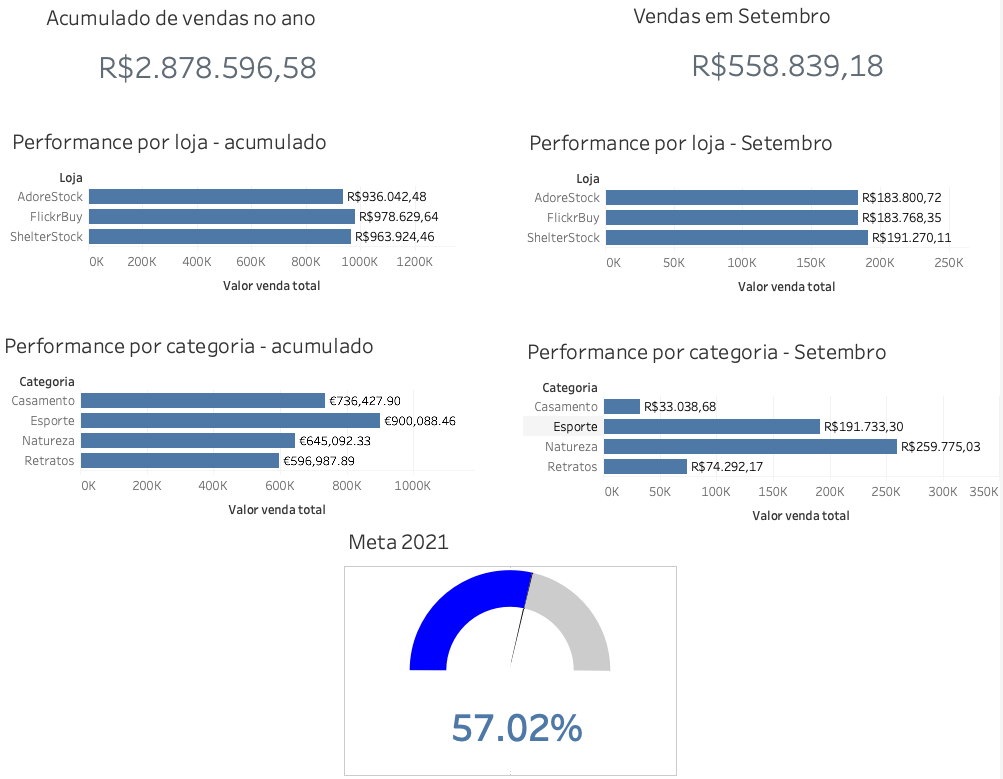 Acumulado de vendas no ano
R$2.878.596,58
Vendas em Setembro
R$558.839,18
Performance por loja - acumulado
Loja
AdoreStock R$936.042,48
FlickrBuy R$978.629,64
ShelterStock R$963.924,46
0K 200K 400K 600K 800K 1000K 1200K
Valor venda total
Performance por loja - Setembro
Loja
AdoreStock R$183.800,72
FlickrBuy R$183.768,35
ShelterStock R$191.270,11
0K 50K 100K 150K 200K 250K
Valor venda total
Performance por categoria - acumulado
Categoria
Casamento €736,427.90
Esporte €900,088.46
Natureza €645,092.33
Retratos €596,987.89
0K 200K 400K 600K 800K 1000K
Valor venda total
Performance por categoria - Setembro
Categoria
Casamento R$33.038,68
Esporte R$191.733,30
Natureza R$259.775,03
Retratos R$74.292,17
0K 50K 100K 150K 200K 250K 300K 350K
Valor venda total
Meta 2021
57.02%